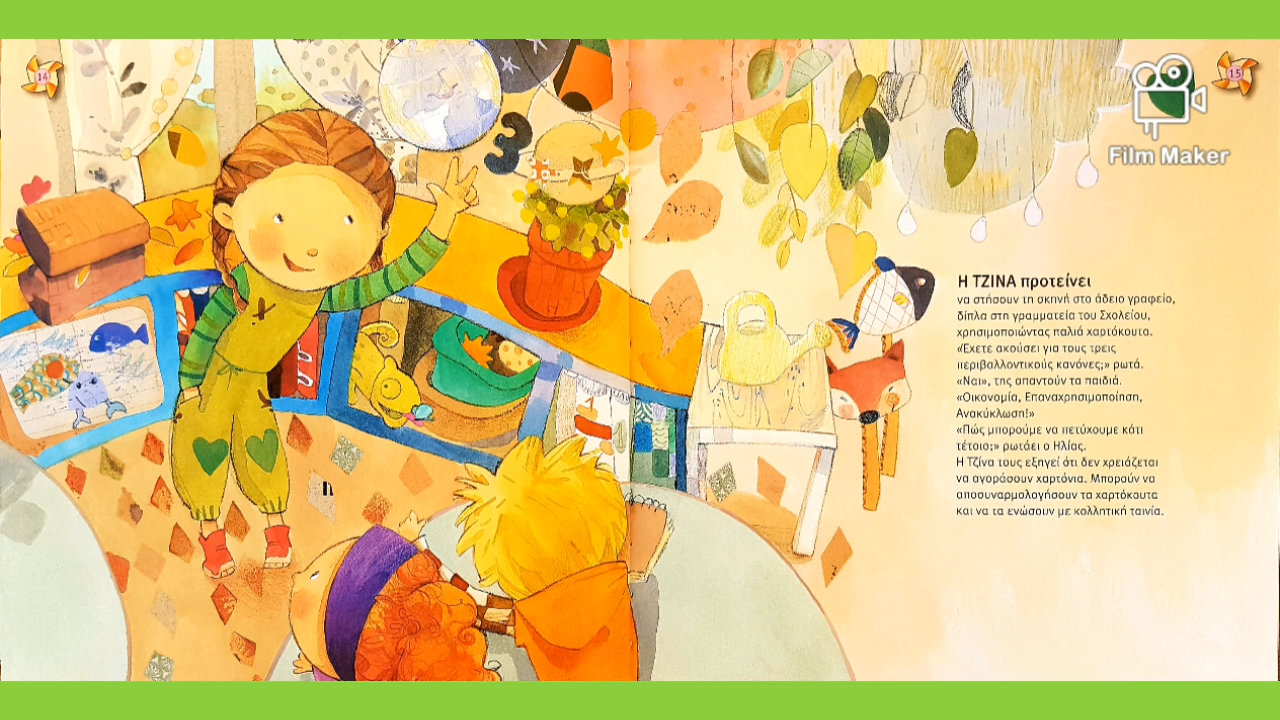 14
15
Film Maker
3
Η ΤΖΙΝΑ προτείνει
να στήσουν τη σκηνή στο άδειο γραφείο,
δίπλα στη γραμματεία του Σχολείου,
χρησιμοποιώντας παλιά χαρτόκουτα.
«Έχετε ακούσει για τους τρεις
περιβαλλοντικούς κανόνες;» ρωτά.
«Ναι», της απαντούν τα παιδιά.
«Οικονομία, Επαναχρησιμοποίηση,
Ανακύκλωση!»
«Πώς μπορούμε να πετύχουμε κάτι
τέτοιο;» ρωτάει ο Ηλίας.
Η Τζίνα τους εξηγεί ότι δεν χρειάζεται
να αγοράσουν χαρτόνια. Μπορούν να
αποσυναρμολογήσουν τα χαρτόκουτα
και να τα ενώσουν με κολλητική ταινία.